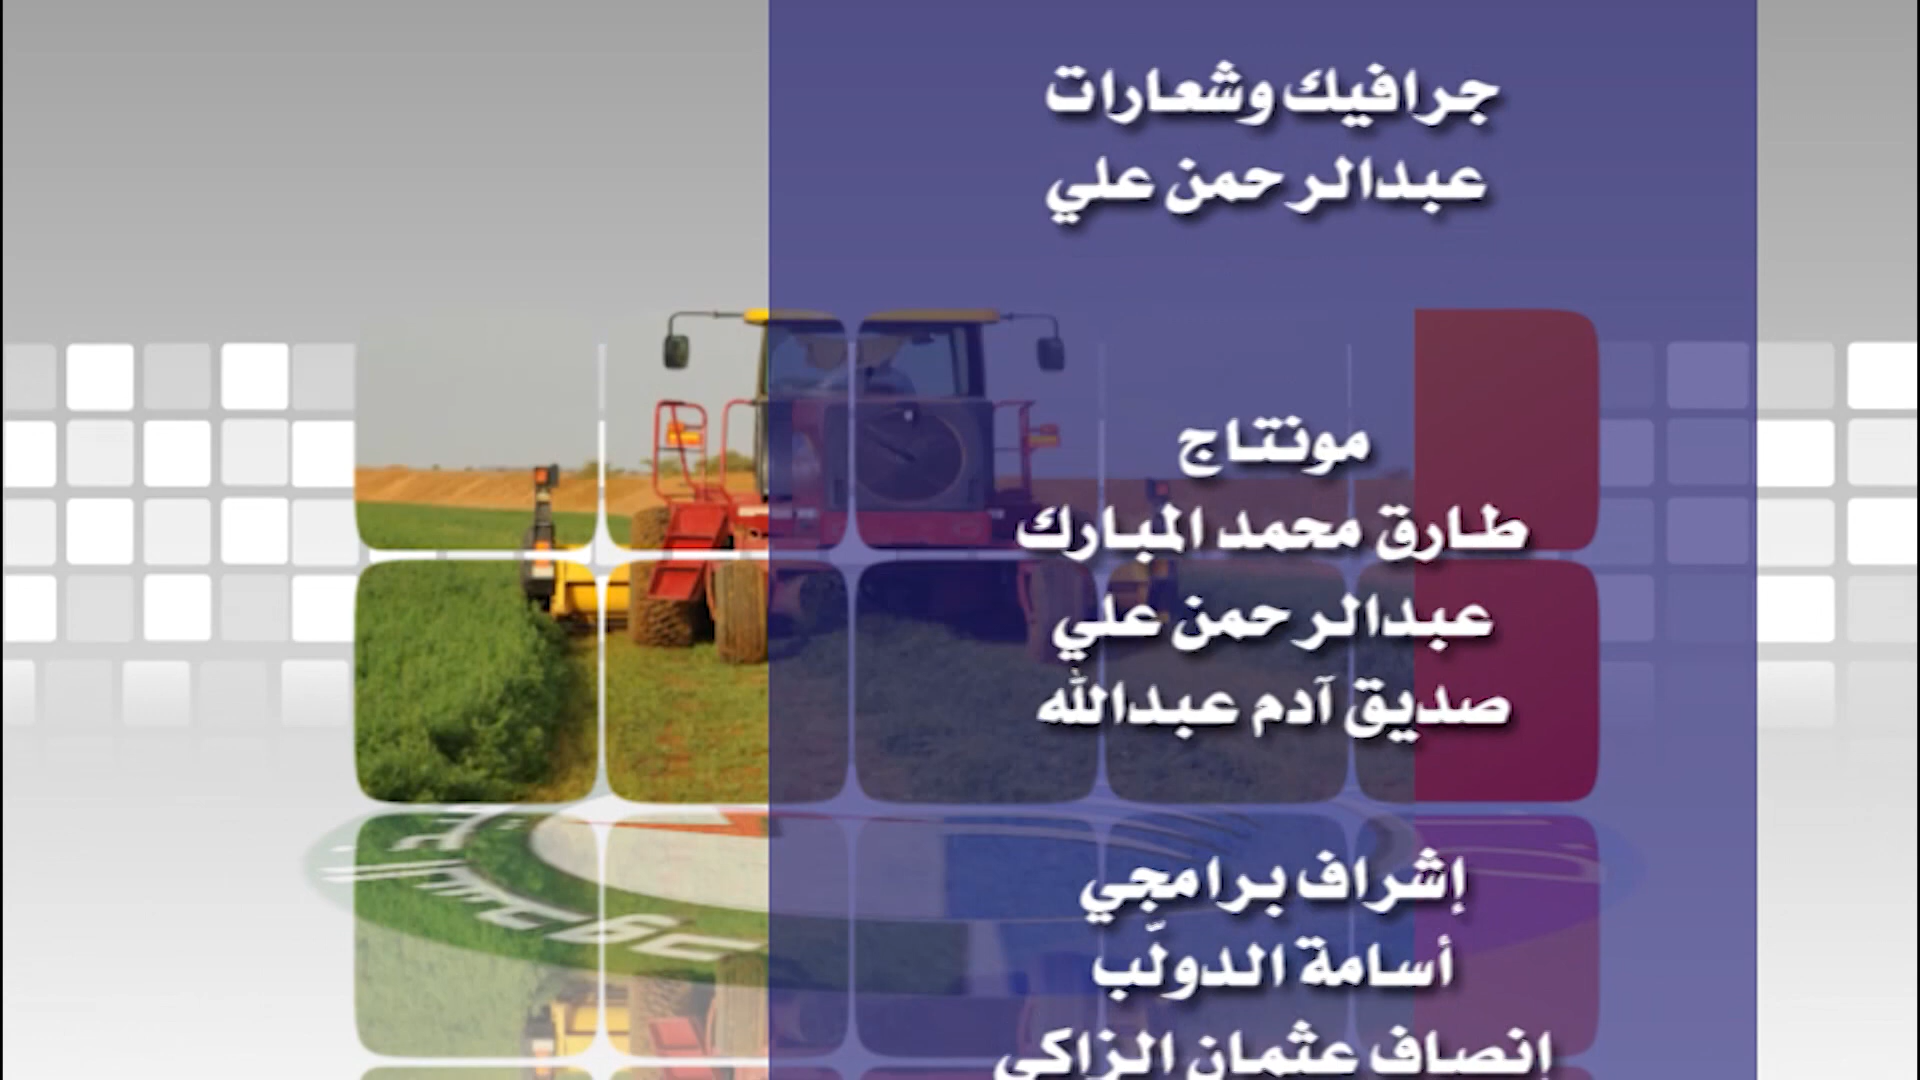 جرافيك وشعارات
عبدالرحمن علي
مونتاج
طارق محمد المبارك
عبدالرحمن علي
صديق آدم عبدالله
إشراف برامجي
أسامة الدولَّب
إنصاف عثمان الزاكي